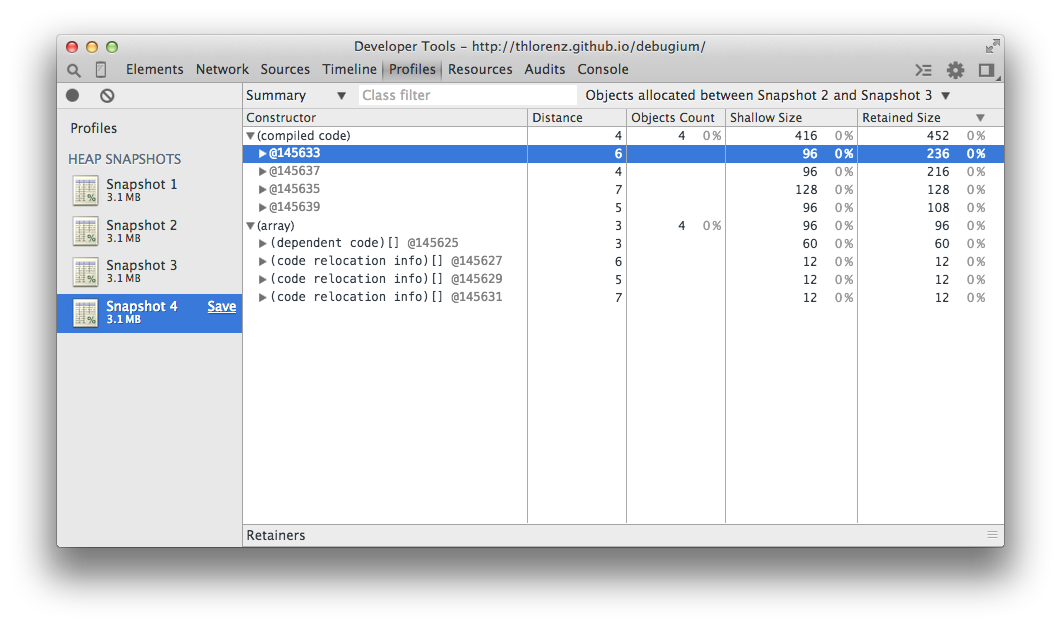 Developer Tools - http://thlorenz.github.io/debugium/
Elements Network Sources Timeline Profiles Resources Audits Console
Summary ▼ Class filter Objects allocated between Snapshot 2 and Snapshot 3 ▼
Profiles
HEAP SNAPSHOTS
Snapshot 1
3.1 MB
Snapshot 2
3.1 MB
Snapshot 3
3.1 MB
Snapshot 4 Save
3.1 MB
Constructor Distance Objects Count Shallow Size Retained Size ▼
▼(compiled code) 4 4 0% 416 0% 452 0%
▶@145633 6 96 0% 236 0%
▶@145637 4 96 0% 216 0%
▶@145635 7 128 0% 128 0%
▶@145639 5 96 0% 108 0%
▼(array) 3 4 0% 96 0% 96 0%
▶(dependent code)[] @145625 3 60 0% 60 0%
▶(code relocation info)[] @145627 6 12 0% 12 0%
▶(code relocation info)[] @145629 5 12 0% 12 0%
▶(code relocation info)[] @145631 7 12 0% 12 0%
Retainers